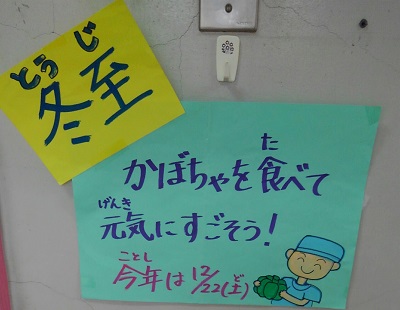 とうじ
冬至
た
かぼちゃを食べて
げんき
元気にすごそう!
ことし
今年は12/22(土)